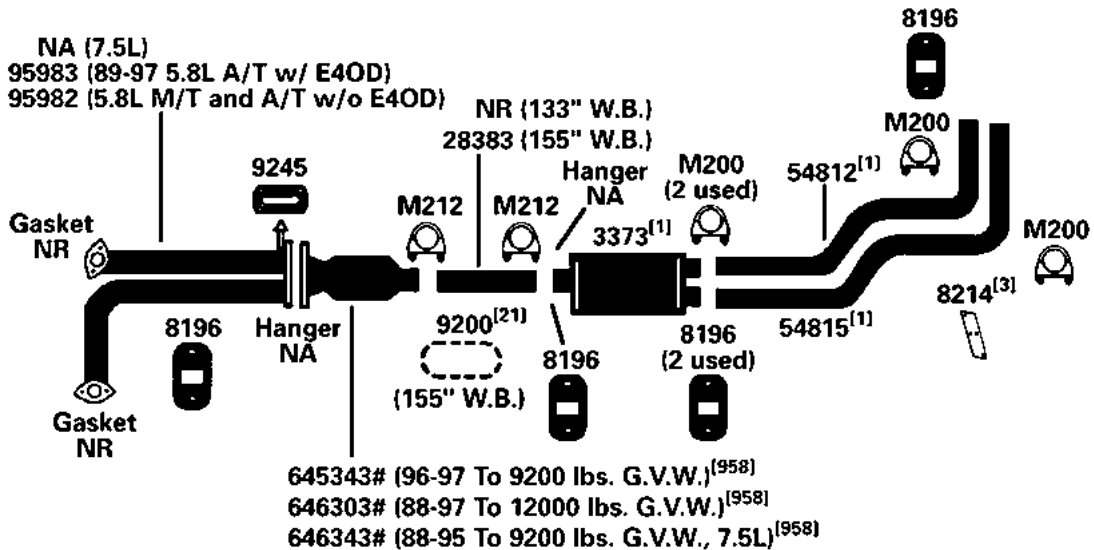 8196
NA (7.5L)
95983 (89-97 5.8L A/T w/ E4OD)
95982 (5.8L M/T and A/T w/o E4OD)
NR (133" W.B.)
28383 (155" W.B.)
M200
9245
Hanger
NA
M200
(2 used)
54812[1]
M212
M212
Gasket
NR
3373[1]
M200
8214[3]
9200[21]
(155" W.B.)
8196
Hanger
NA
8196
8196
(2 used)
54815[1]
Gasket
NR
645343# (96-97 To 9200 lbs. G.V.W.)[958]
646303# (88-97 To 12000 lbs. G.V.W.)[958]
646343# (88-95 To 9200 lbs. G.V.W., 7.5L)[958]